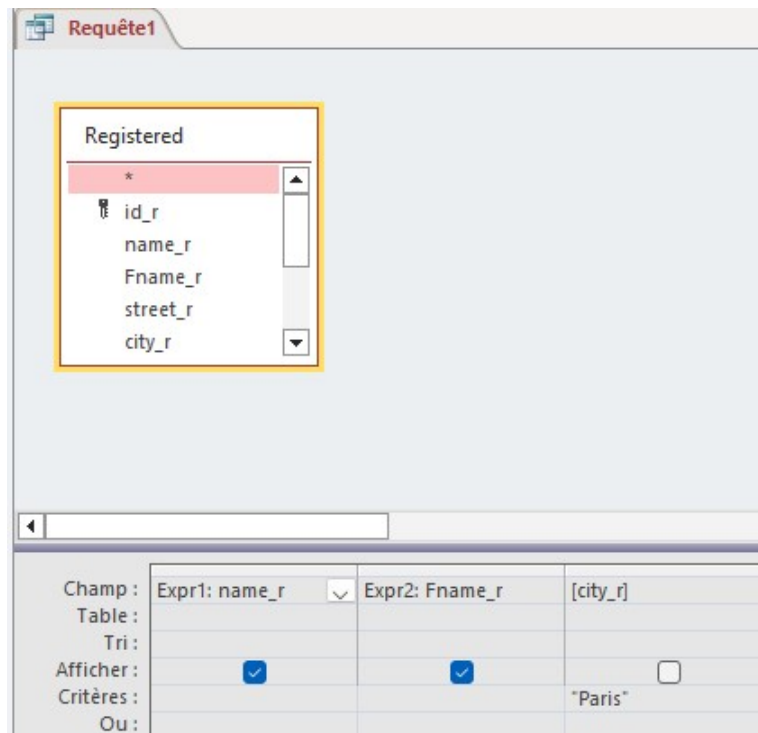 Requête1
Registered
*
id_r
name_r
Fname_r
street_r
city_r
Champ : Expr1: name_r Expr2: Fname_r [city_r]
Table :
Tri :
Afficher :
Critères : "Paris"
Ou :